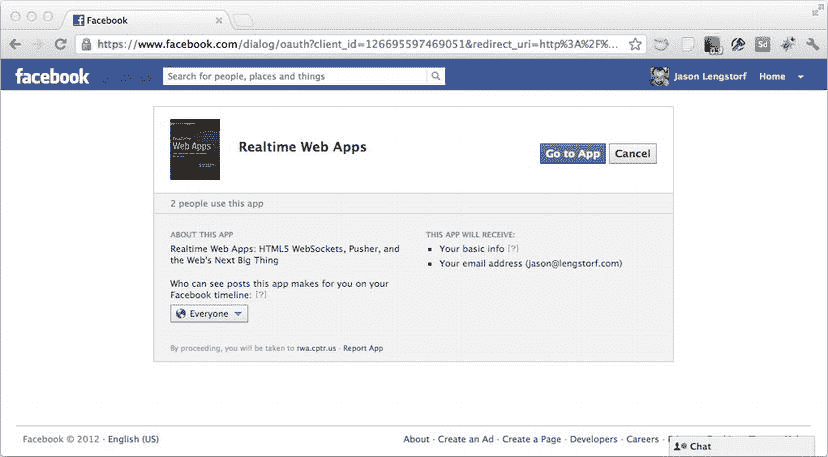 Facebook
https://www.facebook.com/dialog/oauth?client_id=126695597469051&redirect_uri=http%3A%2F%...
facebook
Search for people, places and things
Jason Lengstorf Home
Web Apps
Realtime Web Apps
Go to App Cancel
2 people use this app
ABOUT THIS APP
Realtime Web Apps: HTML5 WebSockets, Pusher, and
the Web's Next Big Thing
Who can see posts this app makes for you on your
Facebook timeline: [?]
Everyone
THIS APP WILL RECEIVE:
Your basic info [?]
Your email address (jason@lengstorf.com)
By proceeding, you will be taken to rwa.cptr.us · Report App
Facebook © 2012 · English (US)
About · Create an Ad · Create a Page · Developers · Careers ·
Chat